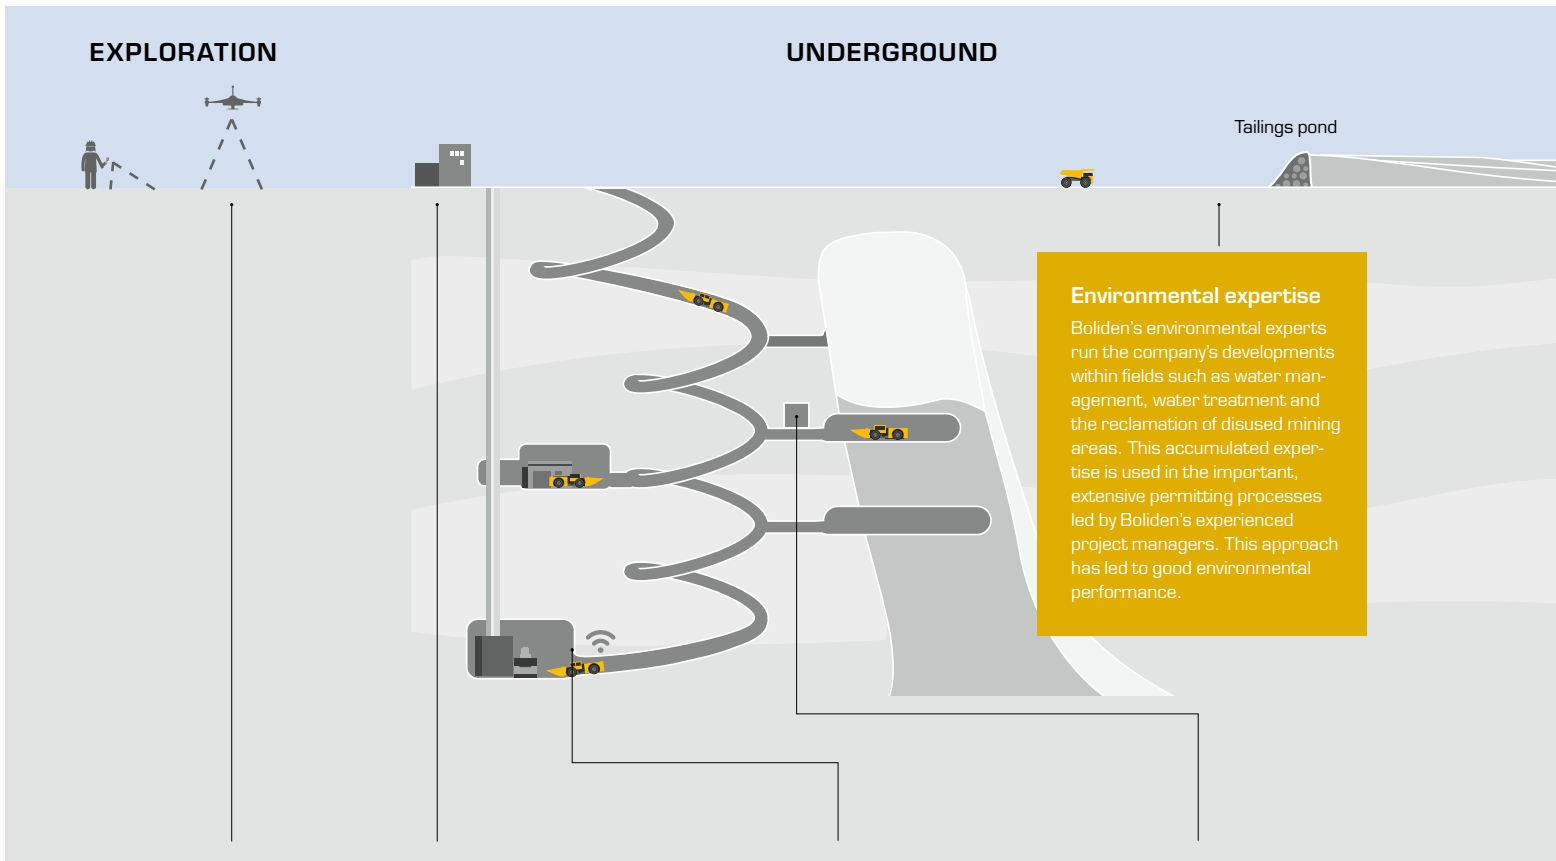 EXPLORATION
UNDERGROUND
Tailings pond
Environmental expertise
Boliden’s environmental experts
run the company’s developments
within fields such as water man-
agement, water treatment and
the reclamation of disused mining
areas. This accumulated exper-
tise is used in the important,
extensive permitting processes
led by Boliden’s experienced
project managers. This approach
has led to good environmental
performance.